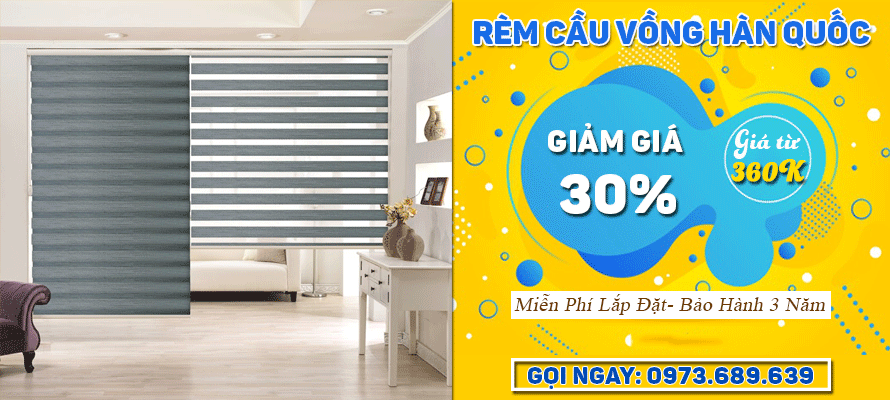 RÈM CẦU VỒNG HÀN QUỐC
GIẢM GIÁ
30%
Giá từ
360K
Miễn Phí Lắp Đặt- Bảo Hành 3 Năm
GỌI NGAY: 0973.689.639